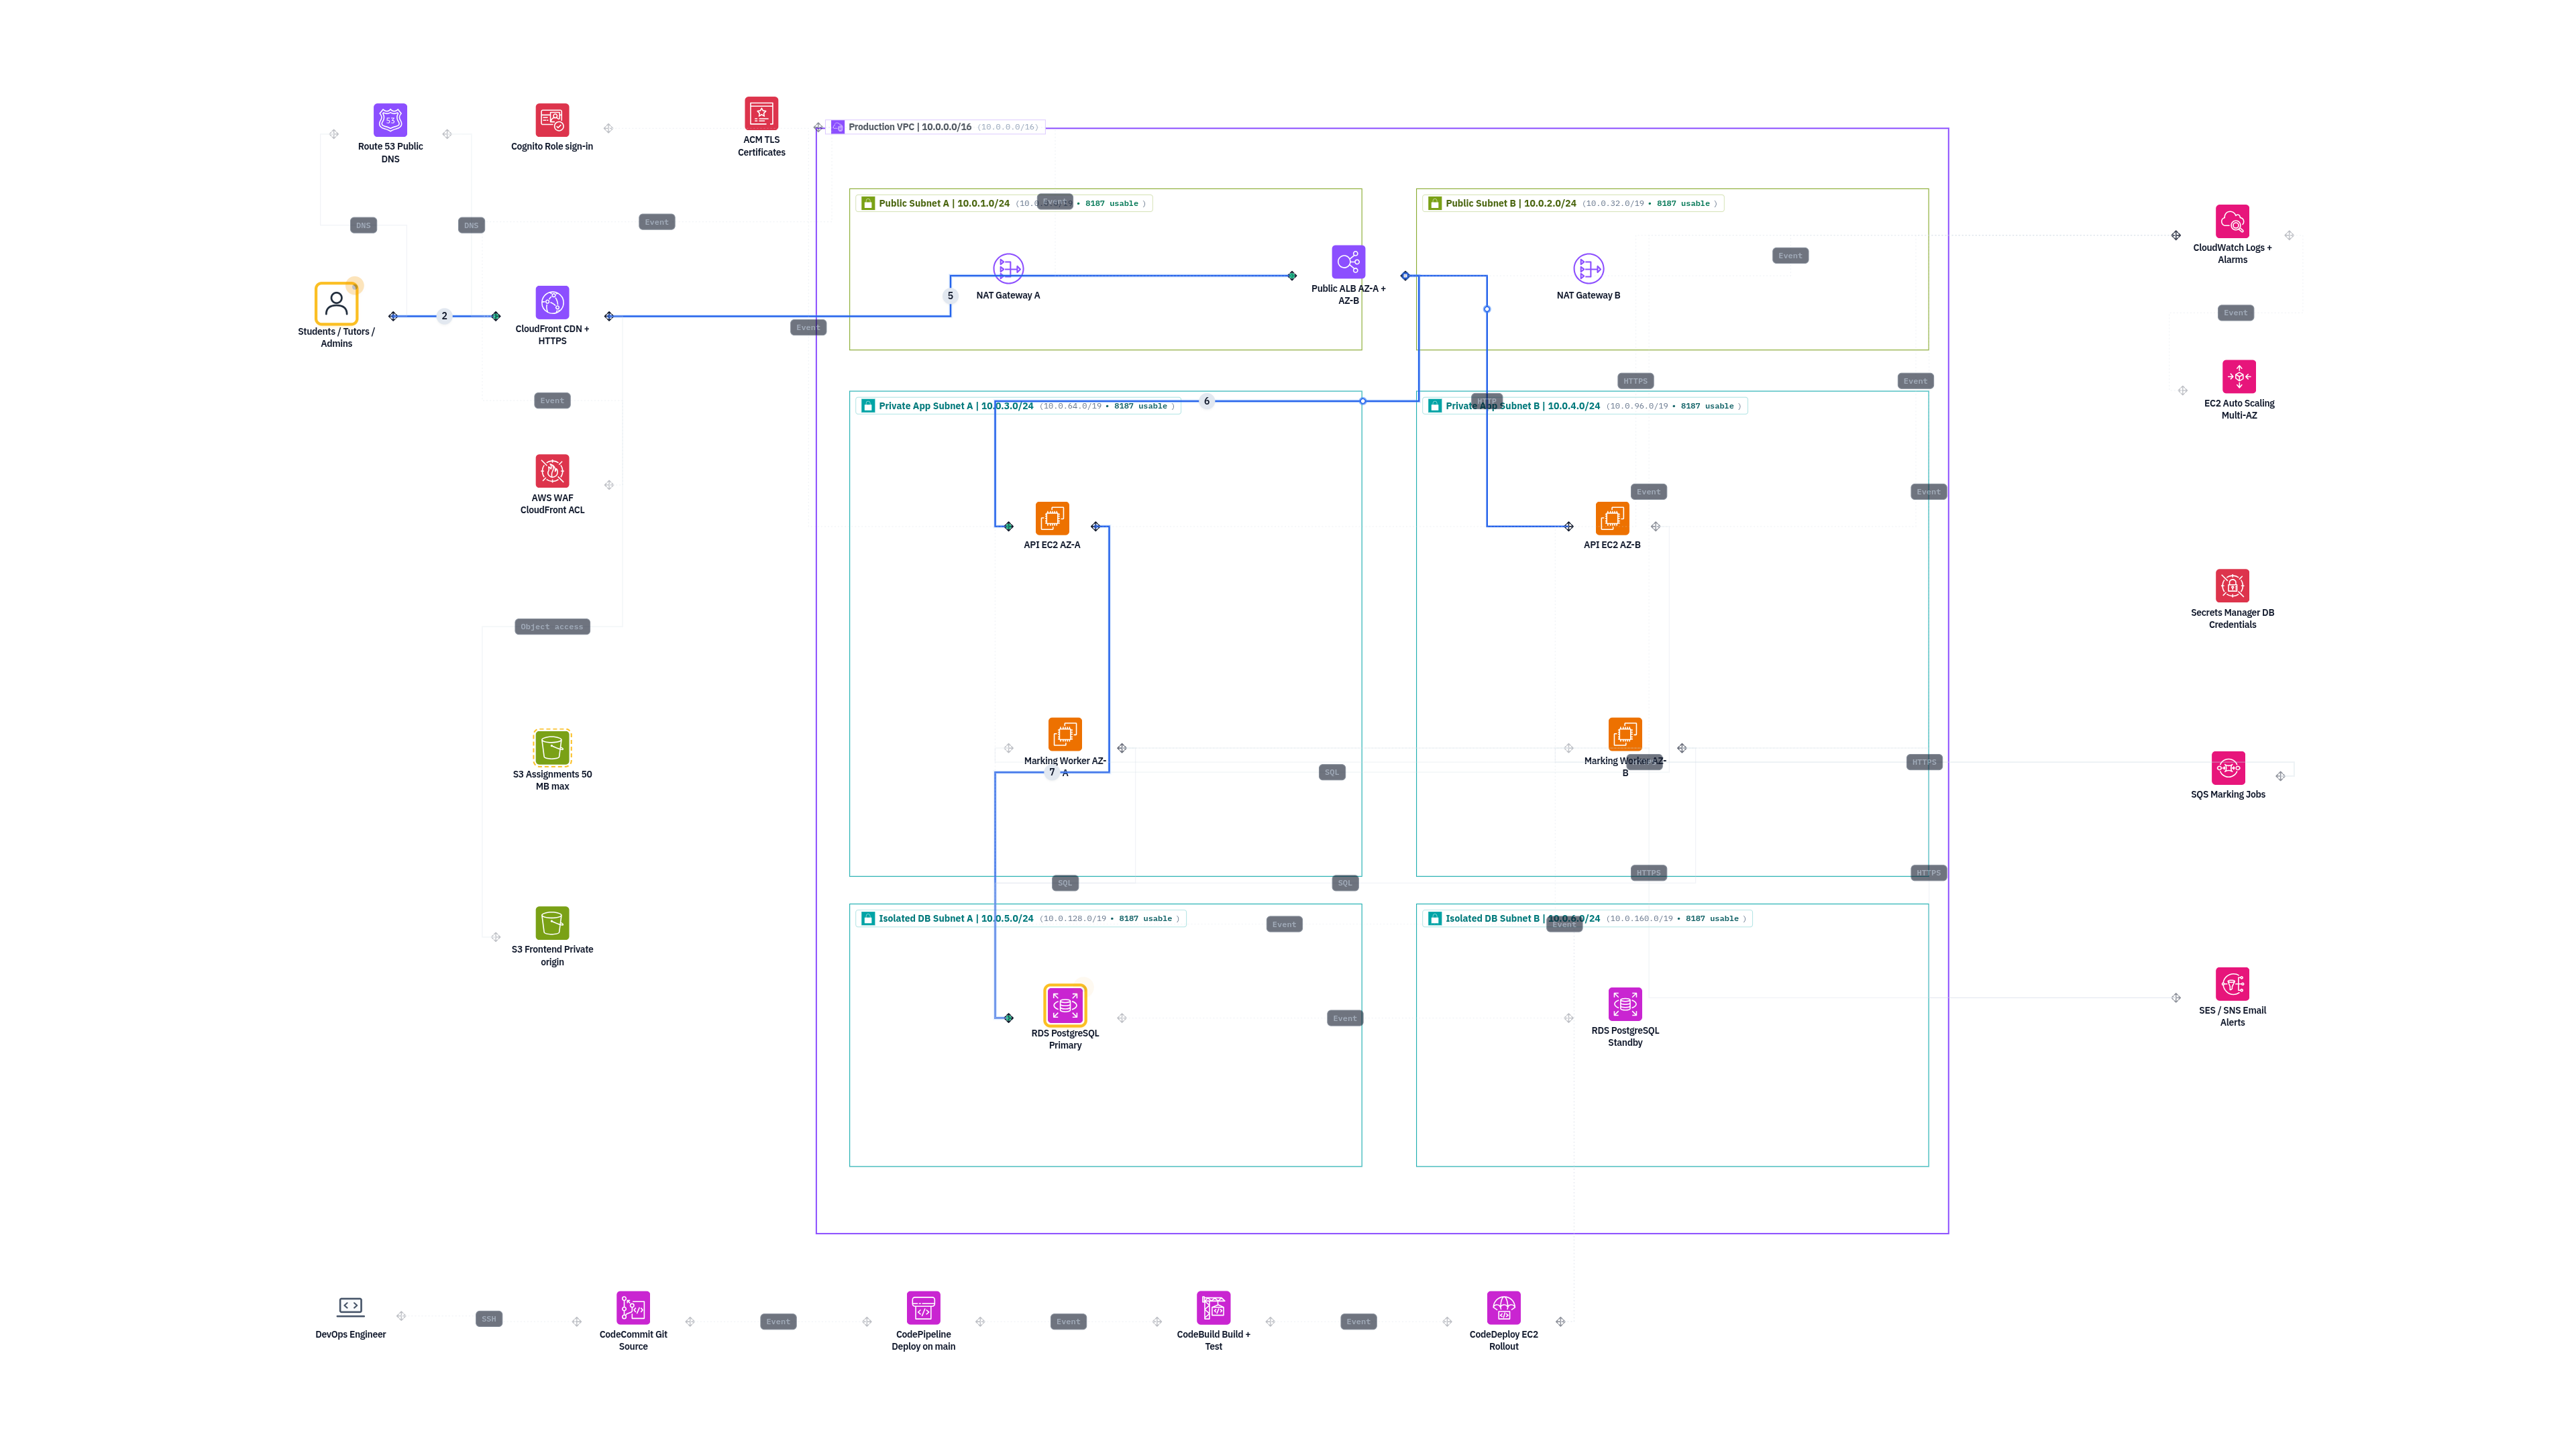 Route 53 Public
DNS
Cognito Role sign-in
ACM TLS
Certificates
Production VPC | 10.0.0.0/16 (10.0.0.0/16)
Public Subnet A | 10.0.1.0/24 • 8187 usable )
Event
Public Subnet B | 10.0.2.0/24 (10.0.32.0/19 • 8187 usable )
DNS
DNS
Event
CloudWatch Logs +
Alarms
Event
NAT Gateway A
Public ALB AZ-A +
AZ-B
NAT Gateway B
5
2
Students / Tutors /
Admins
CloudFront CDN +
HTTPS
Event
Event
HTTPS
Event
EC2 Auto Scaling
Multi-AZ
Event
Private App Subnet A | 10.0.3.0/24 (10.0.64.0/19 • 8187 usable )
6
HTTP
Private App Subnet B | 10.0.4.0/24 (10.0.96.0/19 • 8187 usable )
AWS WAF
CloudFront ACL
Event
Event
API EC2 AZ-A
API EC2 AZ-B
Secrets Manager DB
Credentials
Object access
S3 Assignments 50
MB max
Marking Worker AZ-
A
7
SQL
Marking Worker AZ-
B
HTTPS
SQS Marking Jobs
SQL
SQL
HTTPS
HTTPS
Isolated DB Subnet A | 10.0.5.0/24 (10.0.128.0/19 • 8187 usable )
Event
Isolated DB Subnet B | 10.0.6.0/24 (10.0.160.0/19 • 8187 usable )
Event
S3 Frontend Private
origin
RDS PostgreSQL
Primary
Event
RDS PostgreSQL
Standby
SES / SNS Email
Alerts
DevOps Engineer
SSH
CodeCommit Git
Source
Event
CodePipeline
Deploy on main
Event
CodeBuild Build +
Test
Event
CodeDeploy EC2
Rollout